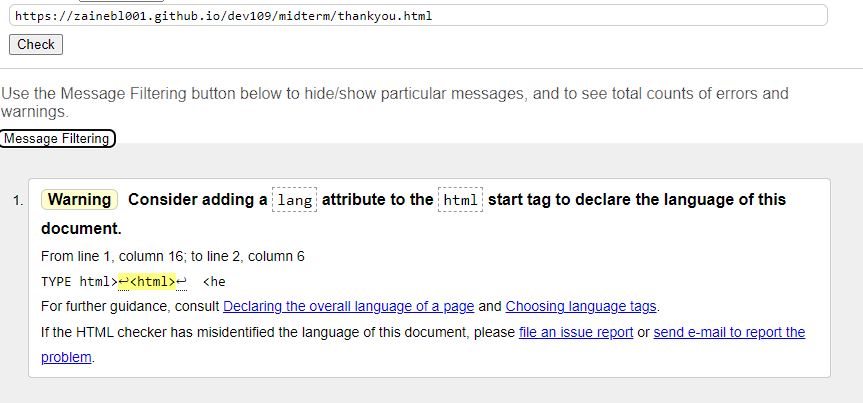 https://zainebl001.github.io/dev109/midterm/thankyou.html
Check
Use the Message Filtering button below to hide/show particular messages, and to see total counts of errors and
warnings.
Message Filtering
1. Warning Consider adding a lang attribute to the html start tag to declare the language of this
document.
From line 1, column 16; to line 2, column 6
TYPE html>↩<html>↩ <he
For further guidance, consult Declaring the overall language of a page and Choosing language tags.
If the HTML checker has misidentified the language of this document, please file an issue report or send e-mail to report the
problem.